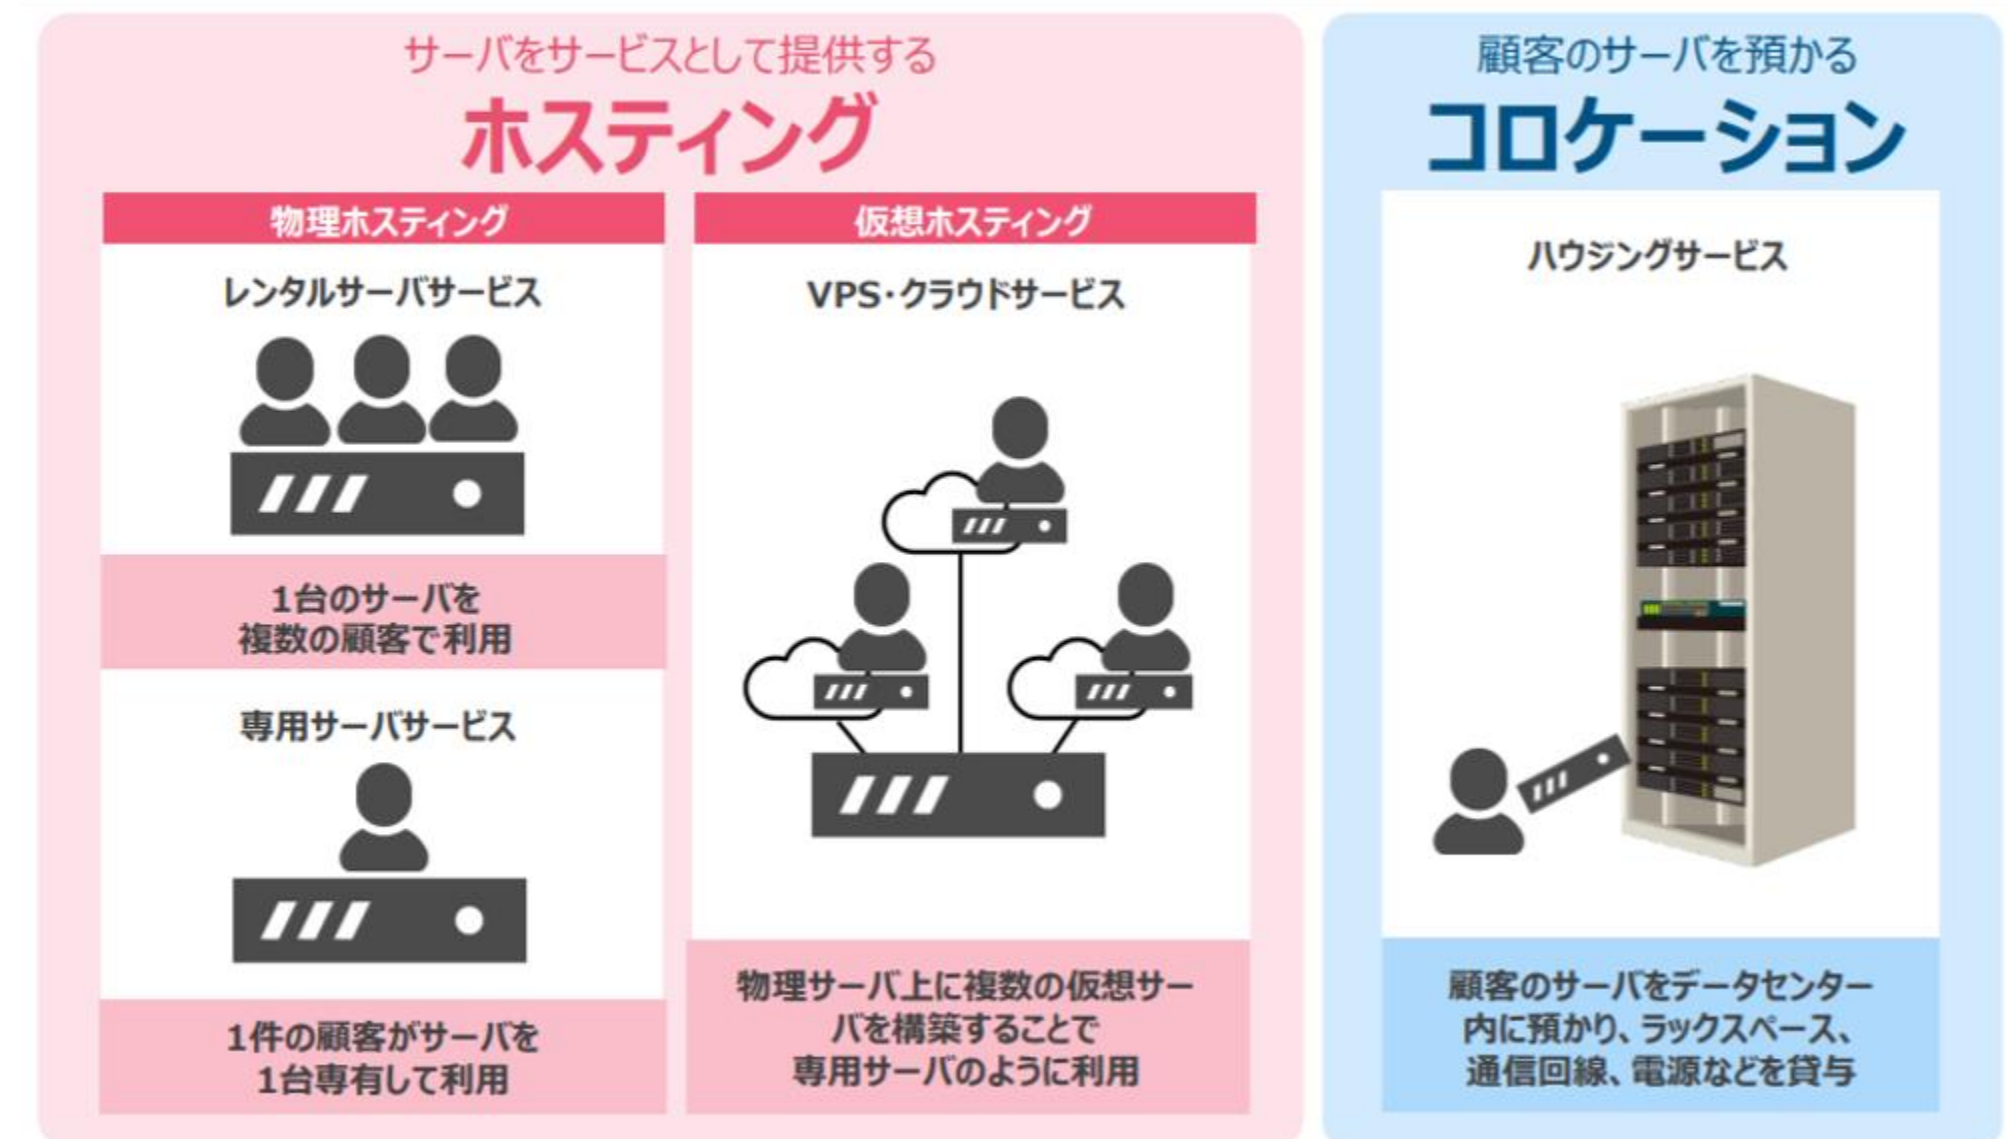 サーバをサービスとして提供する
ホスティング
物理ホスティング
レンタルサーバサービス
1台のサーバを
複数の顧客で利用
専用サーバサービス
1件の顧客がサーバを
1台専有して利用
仮想ホスティング
VPS・クラウドサービス
物理サーバ上に複数の仮想サー
バを構築することで
専用サーバのように利用
顧客のサーバを預かる
コロケーション
ハウジングサービス
顧客のサーバをデータセンター
内に預かり、ラックスペース、
通信回線、電源などを貸与